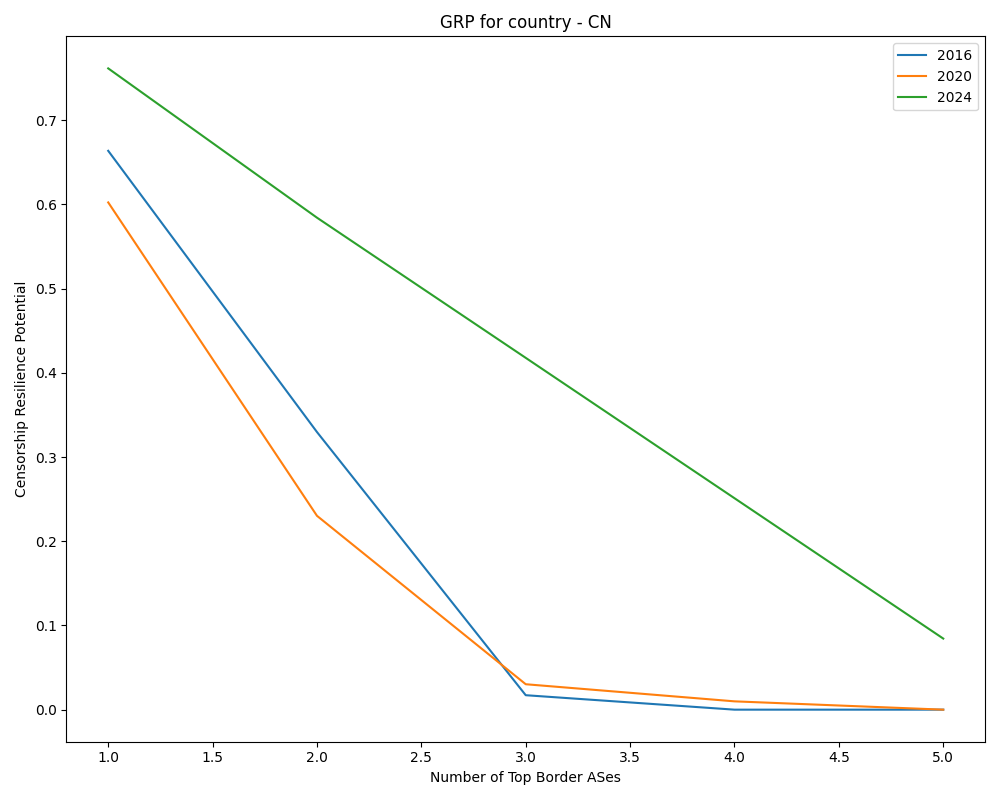 GRP for country - CN
2016
2020
2024
Censorship Resilience Potential
0.7
0.6
0.5
0.4
0.3
0.2
0.1
0.0
1.0 1.5 2.0 2.5 3.0 3.5 4.0 4.5 5.0
Number of Top Border ASes